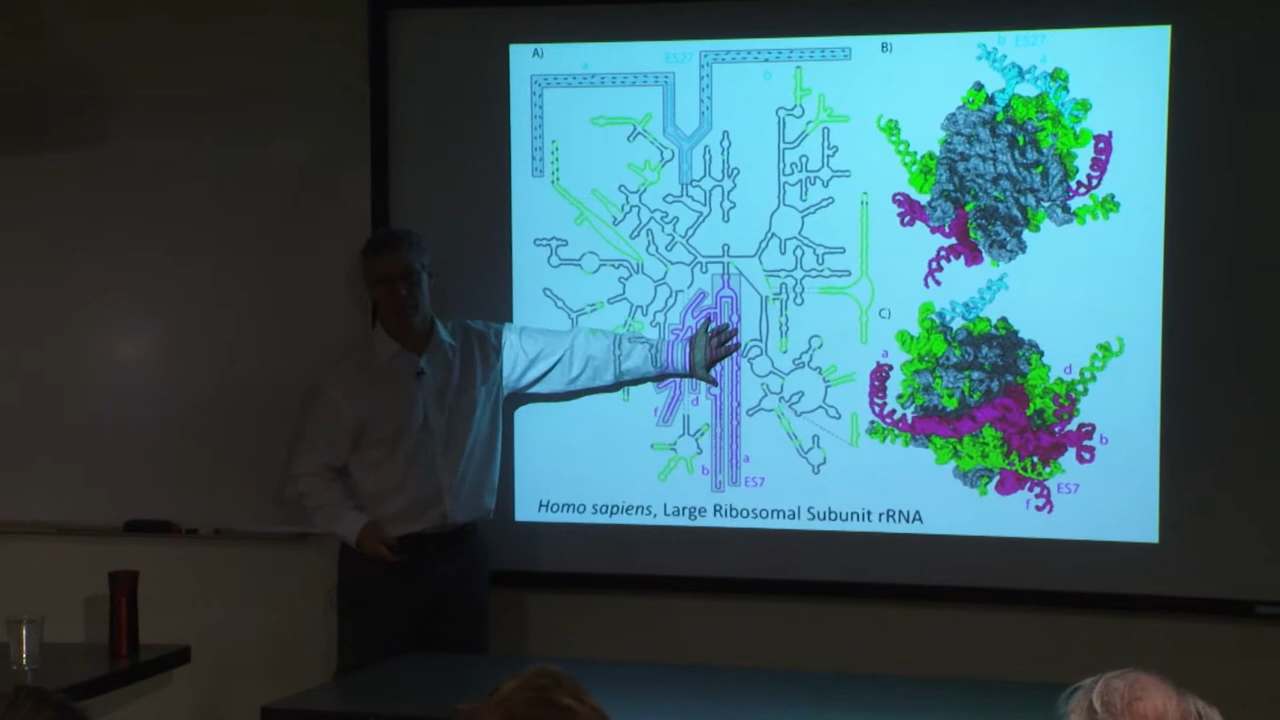 A)
a
ES27
b
f
d
b
a
ES7
B)
b ES27
a
C)
a
d
b
ES7
f
Homo sapiens, Large Ribosomal Subunit rRNA